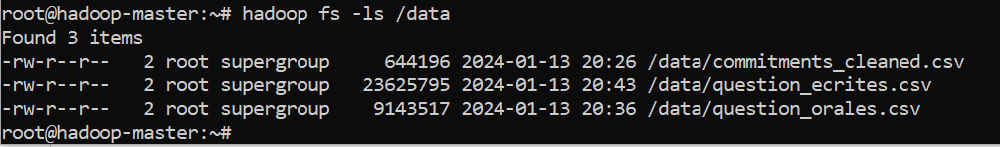 root@hadoop-master:~# hadoop fs -ls /data
Found 3 items
-rw-r--r--   2 root supergroup     644196 2024-01-13 20:26 /data/commitments_cleaned.csv
-rw-r--r--   2 root supergroup   23625795 2024-01-13 20:43 /data/question_ecrites.csv
-rw-r--r--   2 root supergroup    9143517 2024-01-13 20:36 /data/question_orales.csv
root@hadoop-master:~#